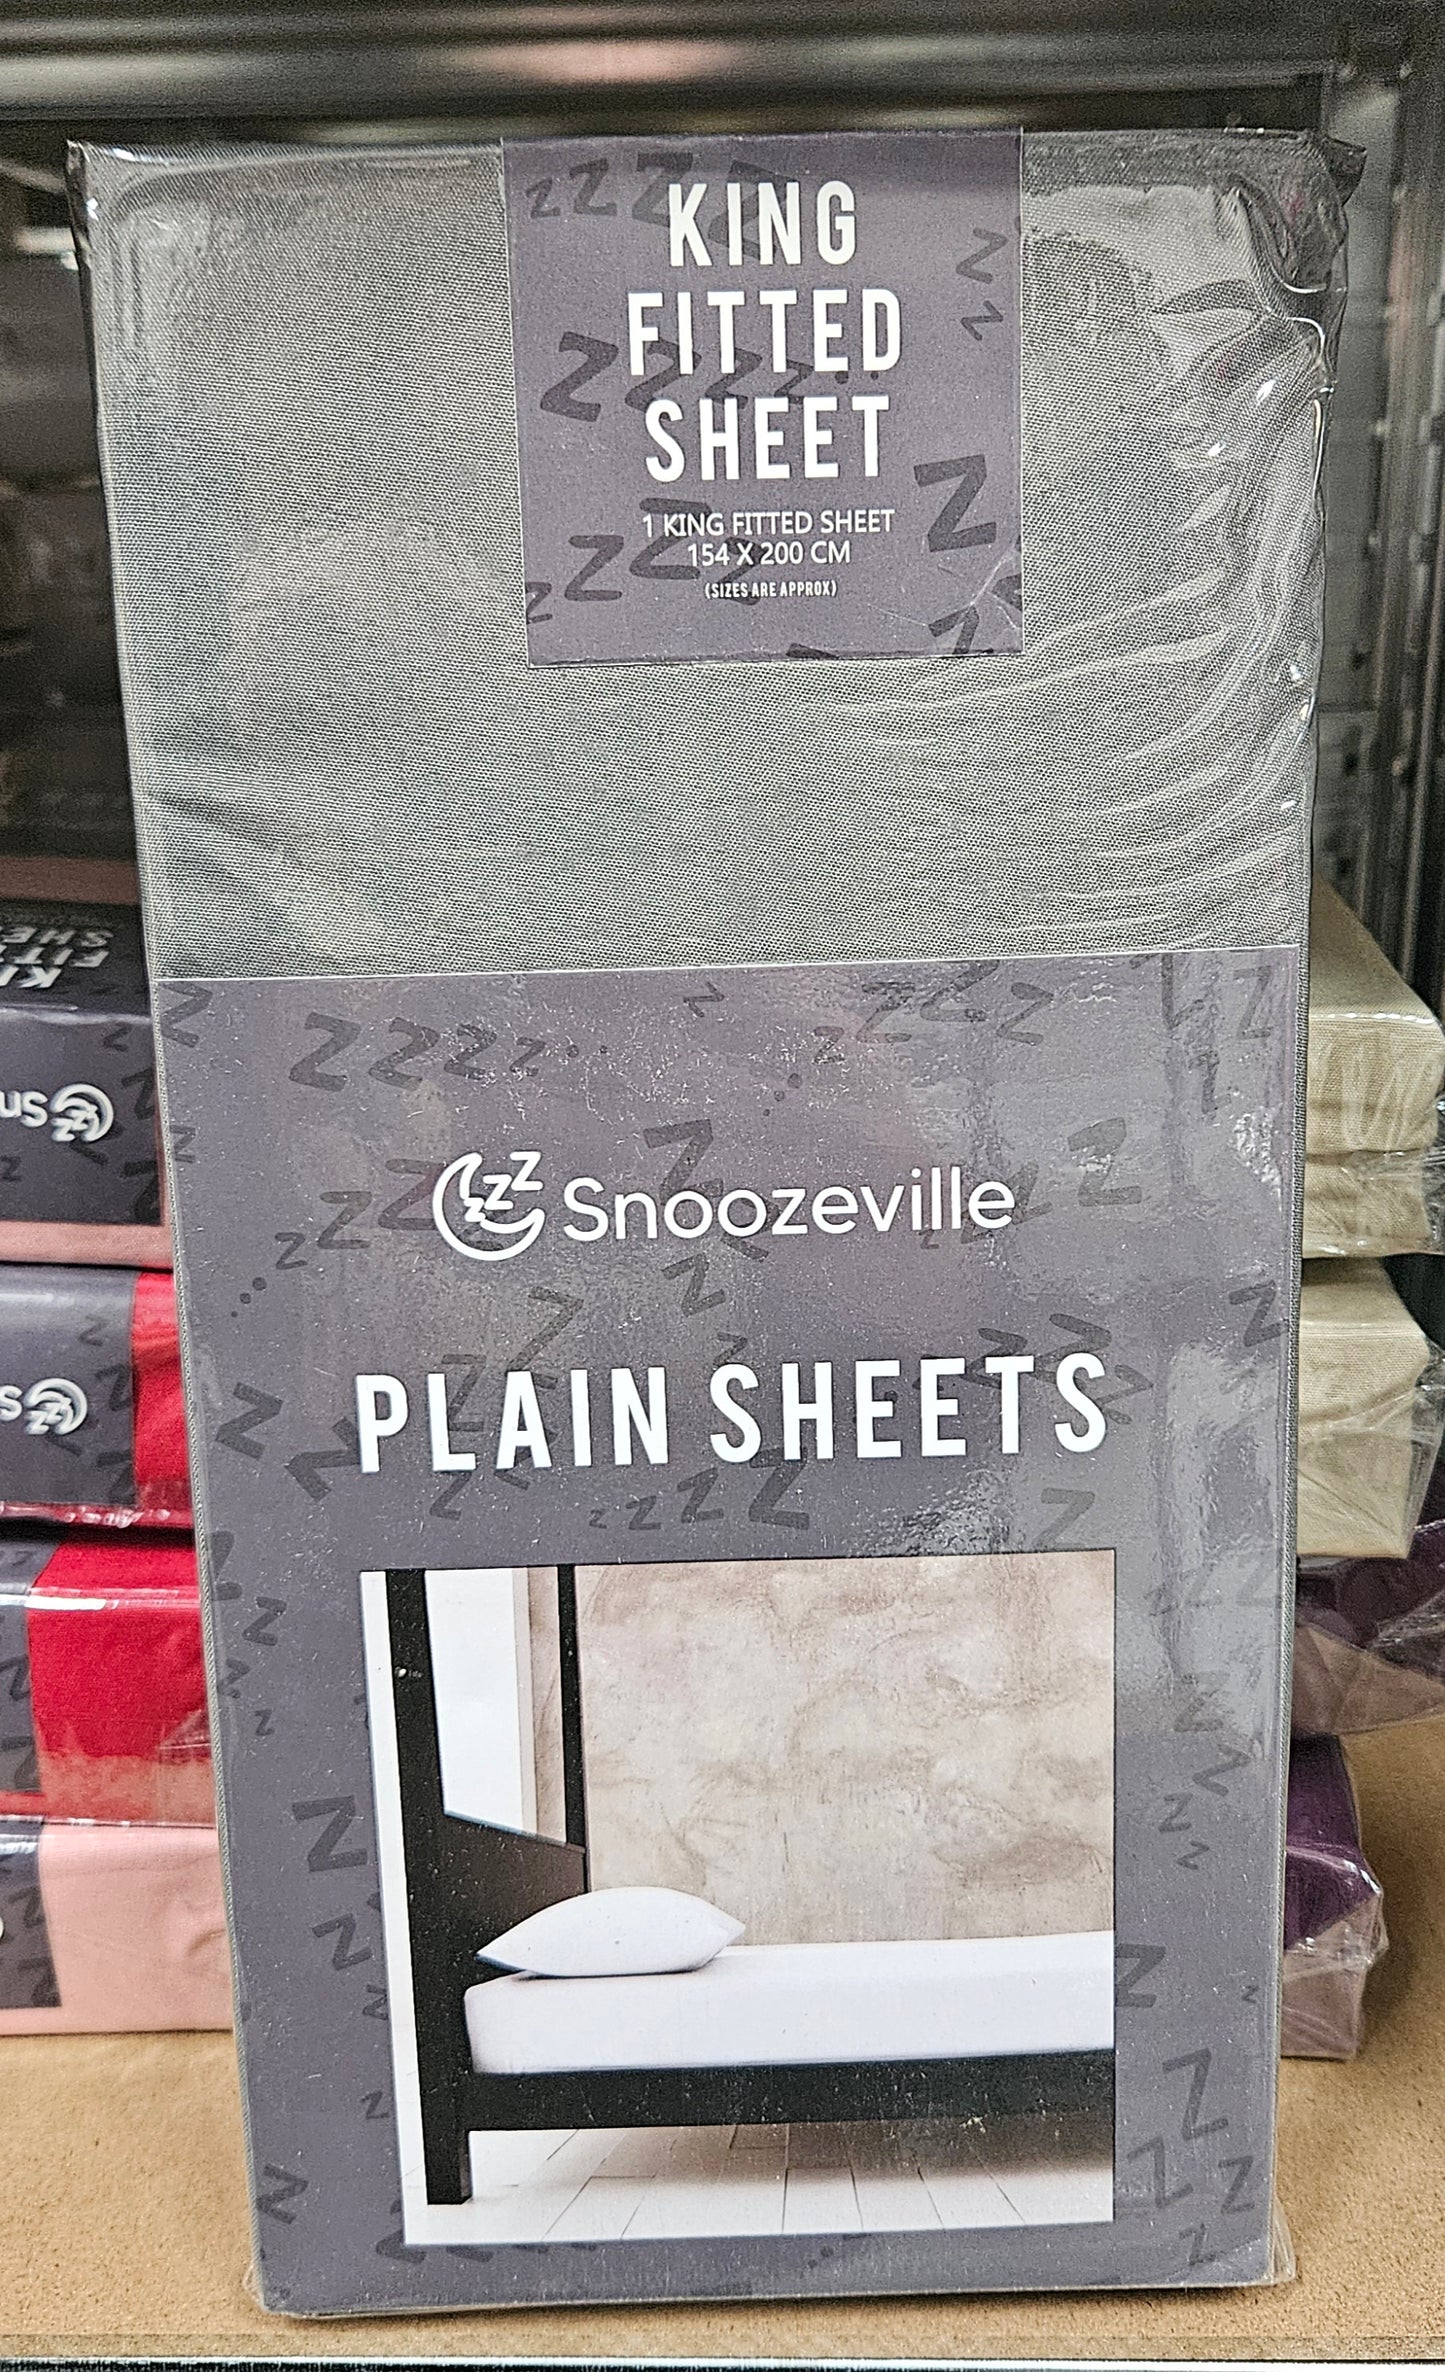 KING
FITTED
SHEET
1 KING FITTED SHEET
154 X 200 CM
(SIZES ARE APPROX)
Snoozeville
PLAIN SHEETS